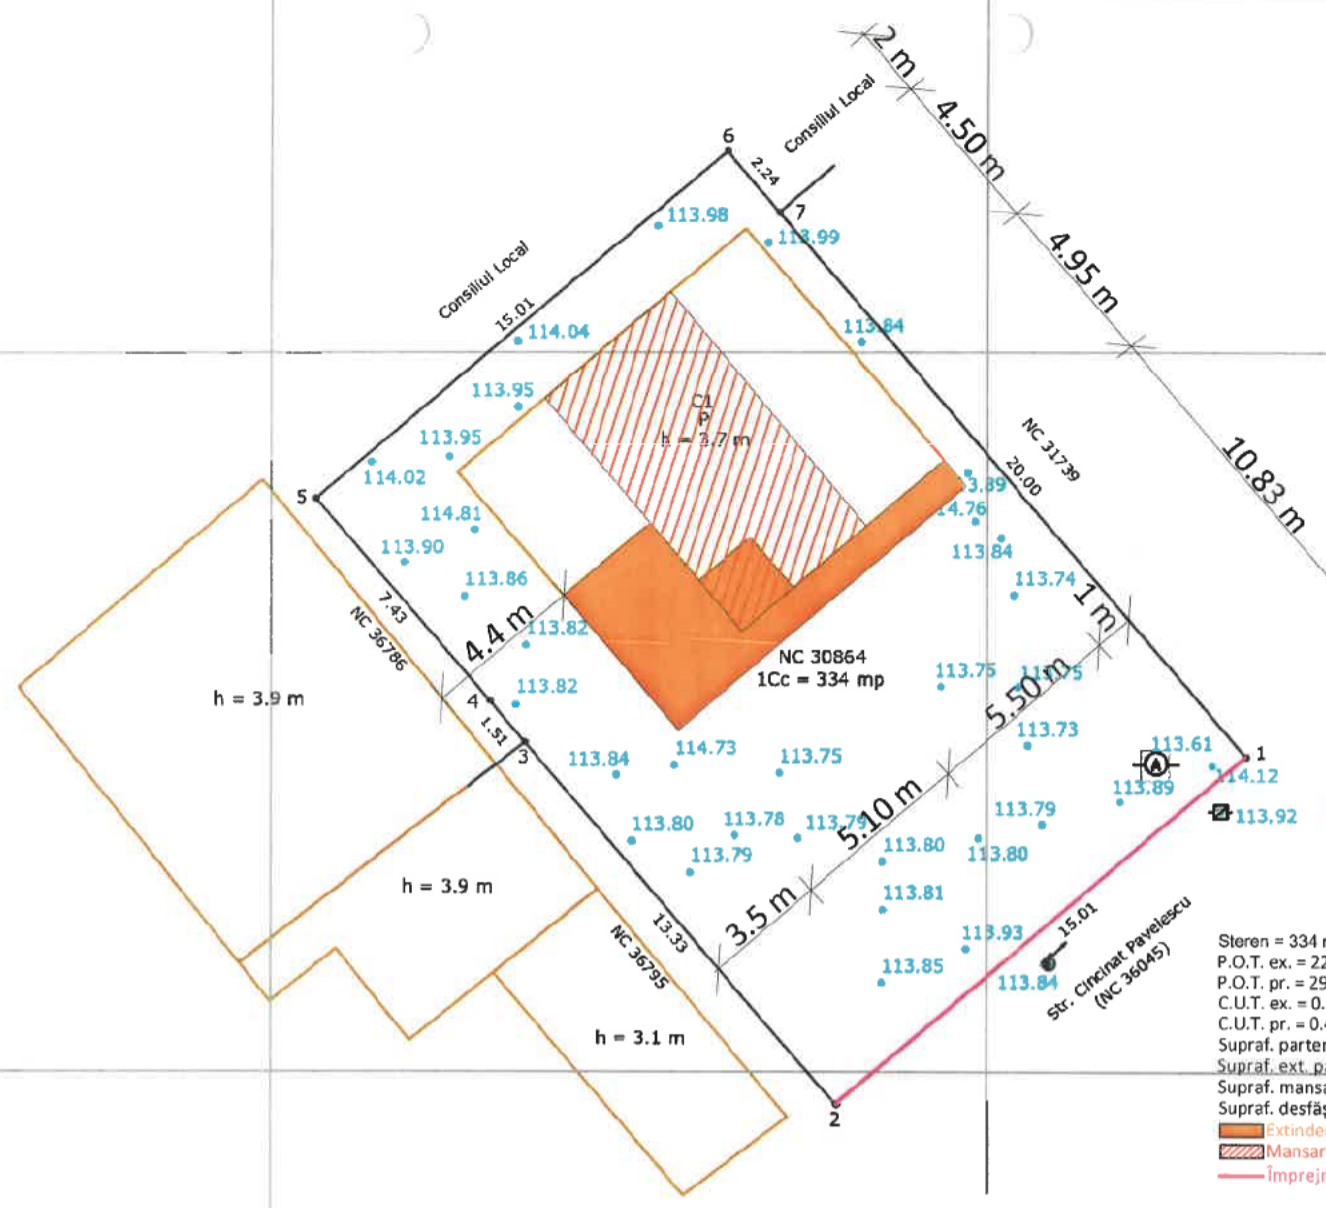 2 m
4.50 m
4.95 m
10.83 m
Consiliul Local
6
2.24
7
113.98
113.99
Consiliul Local
15.01
114.04
113.84
113.95
C1
P
h = 3.7 m
113.95
114.02
NC 31739
20.00
5
114.81
113.90
113.84
113.86
113.74
7.43
NC 36786
4.4 m
113.82
1 m
NC 30864
1Cc = 334 mp
h = 3.9 m
4
113.82
113.75
5.50 m
1.51
3
113.73
113.84
114.73
113.75
113.61
1
A
114.12
113.89
5.10 m
113.79
113.92
113.80
113.78
113.79
113.80
113.80
113.79
h = 3.9 m
3.5 m
113.81
13.33
NC 36795
113.93
15.01
113.85
113.84
Str. Cincinat Pavelescu
(NC 36045)
h = 3.1 m
2
Steren = 334
P.O.T. ex. = 22
P.O.T. pr. = 29
C.U.T. ex. = 0.
C.U.T. pr. = 0.4
Supraf. parter
Supraf. ext. p
Supraf. mansa
Supraf. desfăș
Extinde
Mansar
Împrejr